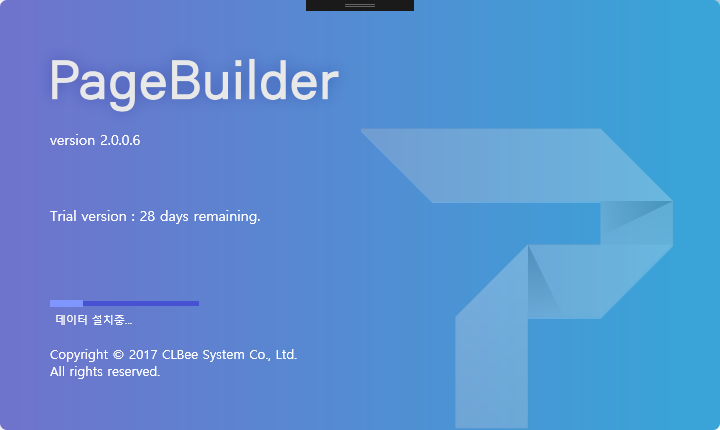 PageBuilder
version 2.0.0.6
Trial version : 28 days remaining.
데이터 설치중...
Copyright © 2017 CLBee System Co., Ltd.
All rights reserved.